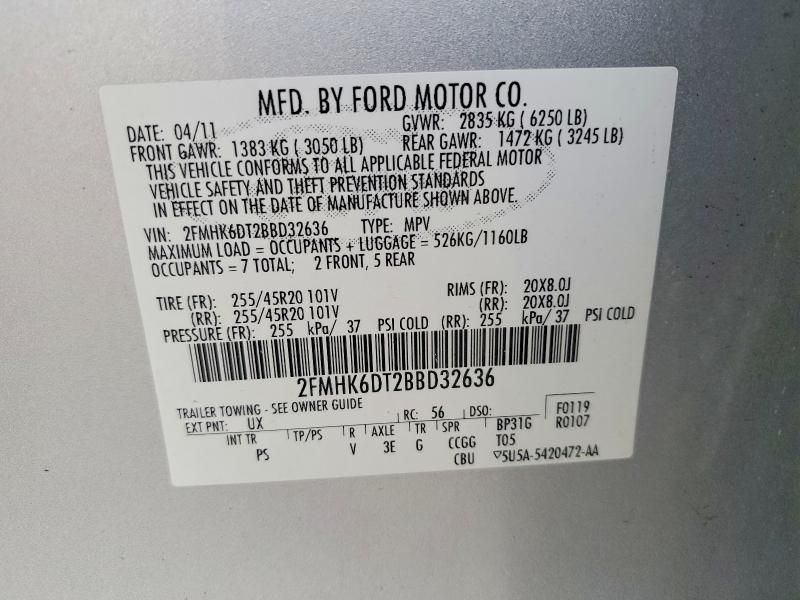 MFD. BY FORD MOTOR CO.
DATE: 04/11 GVWR: 2835 KG ( 6250 LB)
FRONT GAWR: 1383 KG ( 3050 LB) REAR GAWR: 1472 KG ( 3245 LB)
THIS VEHICLE CONFORMS TO ALL APPLICABLE FEDERAL MOTOR
VEHICLE SAFETY AND THEFT PREVENTION STANDARDS
IN EFFECT ON THE DATE OF MANUFACTURE SHOWN ABOVE.
VIN: 2FMHK6DT2BBD32636 TYPE: MPV
MAXIMUM LOAD = OCCUPANTS + LUGGAGE = 526KG/1160LB
OCCUPANTS = 7 TOTAL; 2 FRONT, 5 REAR
TIRE (FR): 255/45R20 101V RIMS (FR): 20X8.0J
(RR): 255/45R20 101V (RR): 20X8.0J
PRESSURE (FR): 255 kPa/ 37 PSI COLD (RR): 255 kPa/ 37 PSI COLD
2FMHK6DT2BBD32636
TRAILER TOWING - SEE OWNER GUIDE
EXT PNT: UX RC: 56 DSO: F0119
R0107
INT TR TP/PS R AXLE TR SPR BP31G
PS V 3E G CCGG T05
CBU ▽5U5A-5420472-AA